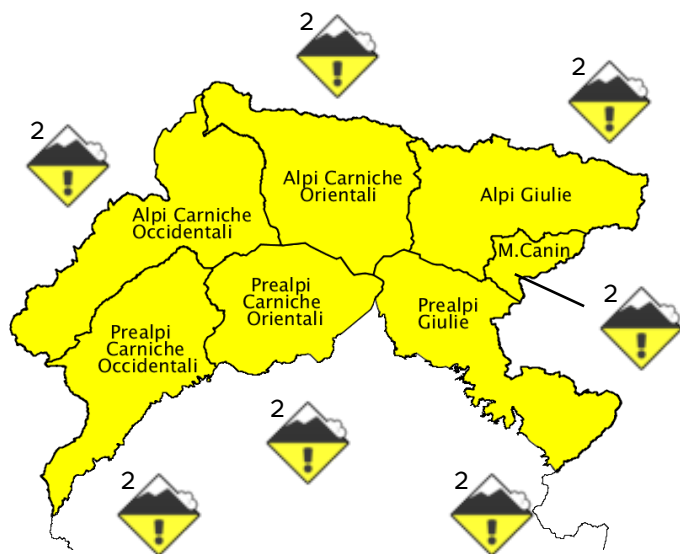 2
2
2
Alpi Carniche
Orientali
Alpi Giulie
Alpi Carniche
Occidentali
M.Canin
Prealpi
Carniche
Orientali
2
Prealpi
Giulie
Prealpi
Carniche
Occidentali
2
2
2